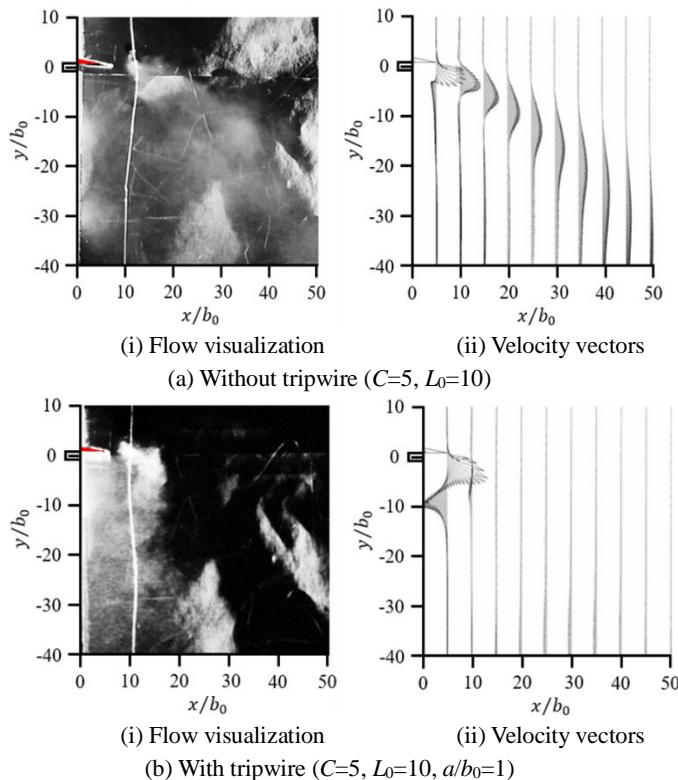 10
0
-10
-20
-30
-40
y/b₀
0 10 20 30 40 50
x/b₀
10
0
-10
-20
-30
-40
y/b₀
0 10 20 30 40 50
x/b₀
(i) Flow visualization
(ii) Velocity vectors
(a) Without tripwire (C=5, L₀=10)
10
0
-10
-20
-30
-40
y/b₀
0 10 20 30 40 50
x/b₀
10
0
-10
-20
-30
-40
y/b₀
0 10 20 30 40 50
x/b₀
(i) Flow visualization
(ii) Velocity vectors
(b) With tripwire (C=5, L₀=10, a/b₀=1)